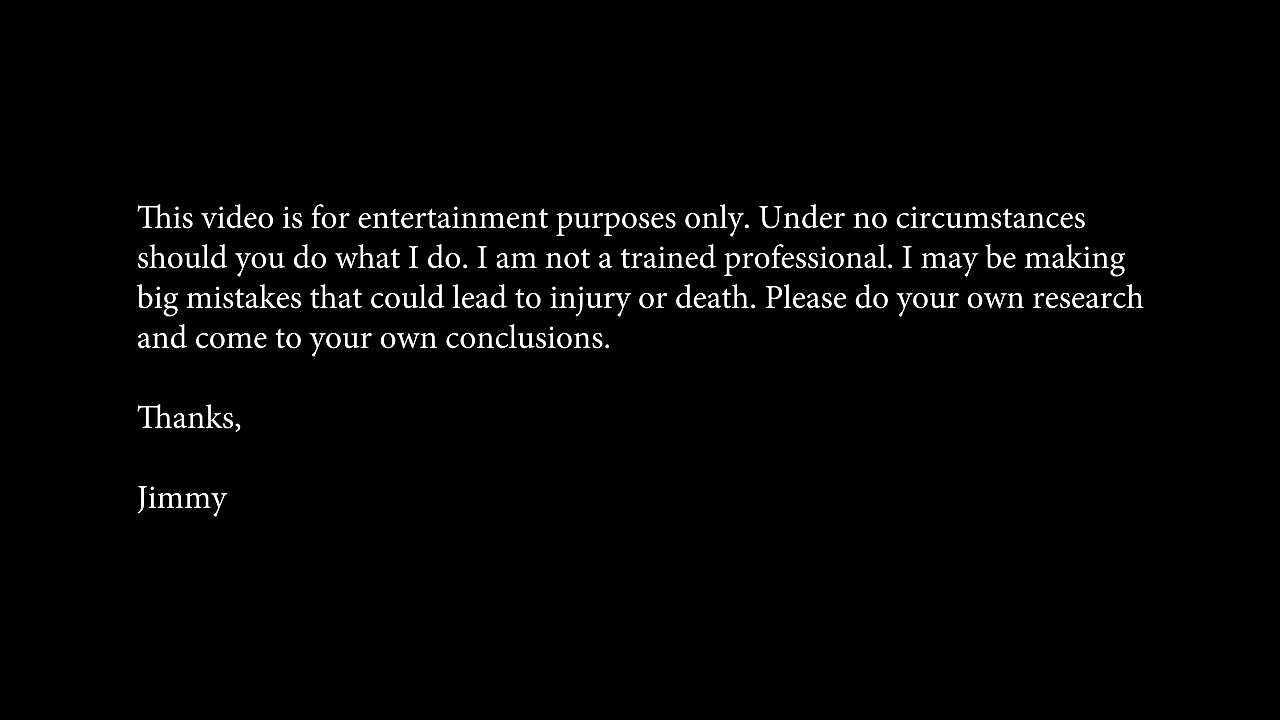 This video is for entertainment purposes only. Under no circumstances
should you do what I do. I am not a trained professional. I may be making
big mistakes that could lead to injury or death. Please do your own research
and come to your own conclusions.
Thanks,
Jimmy